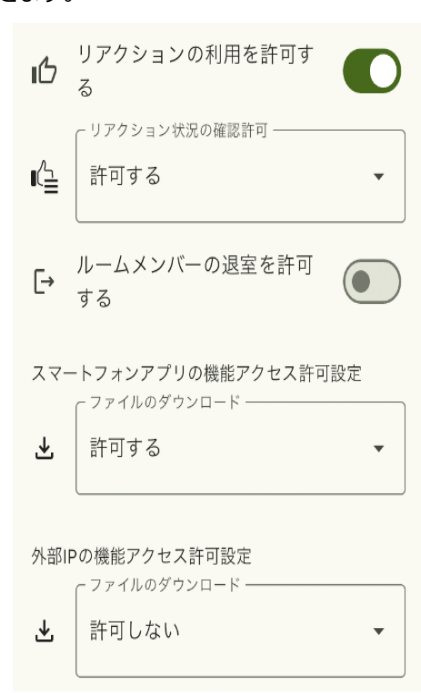 きます。
リアクションの利用を許可す
る
リアクション状況の確認許可
許可する
ルームメンバーの退室を許可
する
スマートフォンアプリの機能アクセス許可設定
ファイルのダウンロード
許可する
外部IPの機能アクセス許可設定
ファイルのダウンロード
許可しない